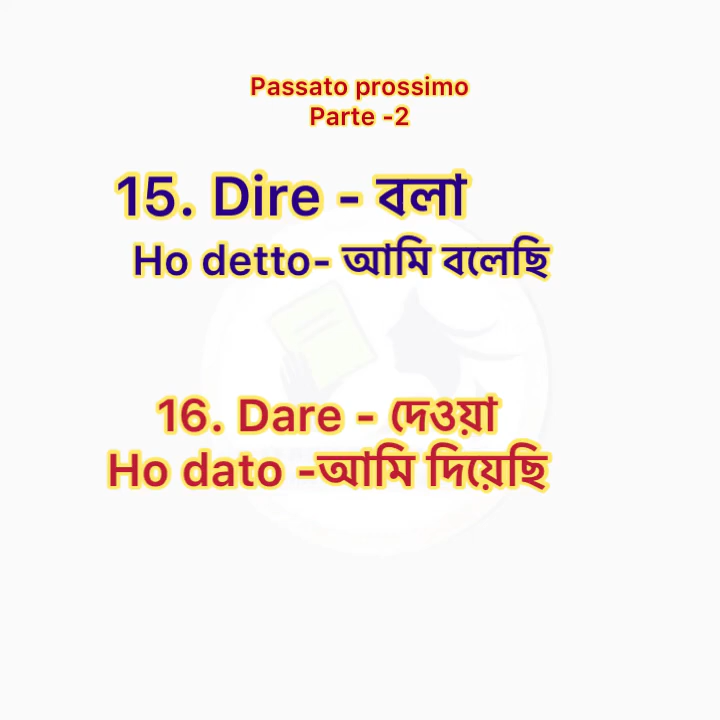 Passato prossimo
Parte -2
15. Dire - বলা
Ho detto- আমি বলেছি
16. Dare - দেওয়া
Ho dato -আমি দিয়েছি